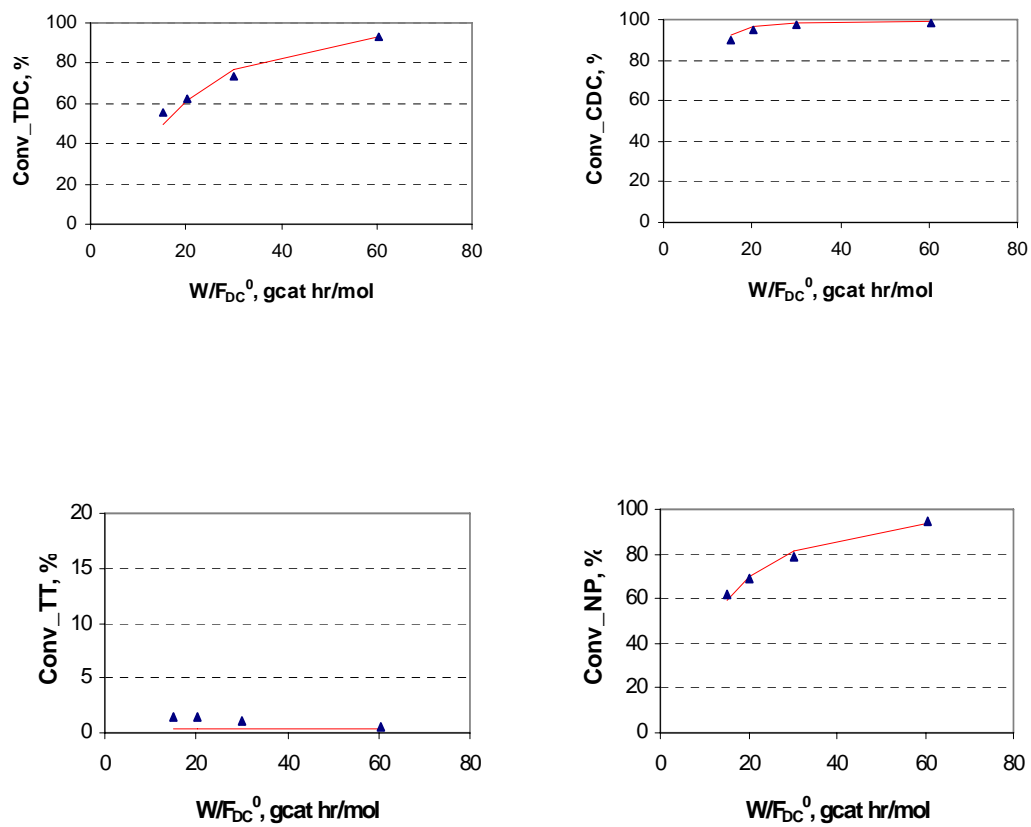 Conv_TDC, %
100
80
60
40
20
0
0 20 40 60 80
W/F_DC^0, gcat hr/mol
Conv_CDC, %
100
80
60
40
20
0
0 20 40 60 80
W/F_DC^0, gcat hr/mol
Conv_TT, %
20
15
10
5
0
0 20 40 60 80
W/F_DC^0, gcat hr/mol
Conv_NP, %
100
80
60
40
20
0
0 20 40 60 80
W/F_DC^0, gcat hr/mol